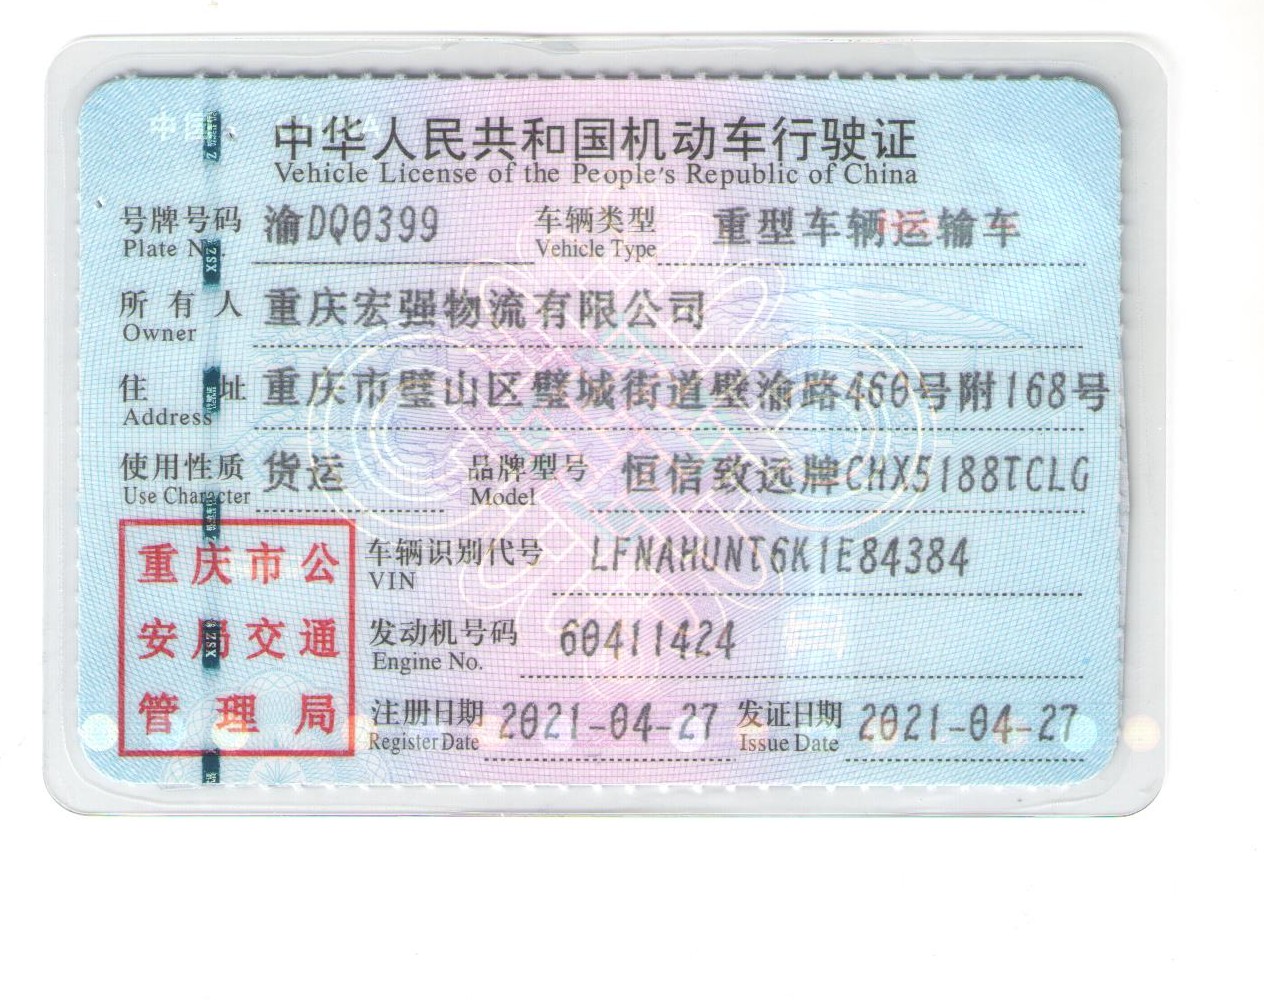 中华人民共和国机动车行驶证
Vehicle License of the People's Republic of China
号牌号码 渝DQ0399 车辆类型 重型车辆运输车
Plate No. Vehicle Type
所有人 重庆宏强物流有限公司
Owner
住址 重庆市璧山区璧城街道璧渝路460号附168号
Address
使用性质 货运 品牌型号 恒信致远牌CHX5188TCLG
Use Character Model
重庆市公
安局交通
管理局
车辆识别代号 LFNAHUNT6K1E84384
VIN
发动机号码 60411424
Engine No.
注册日期 2021-04-27 发证日期 2021-04-27
Register Date Issue Date